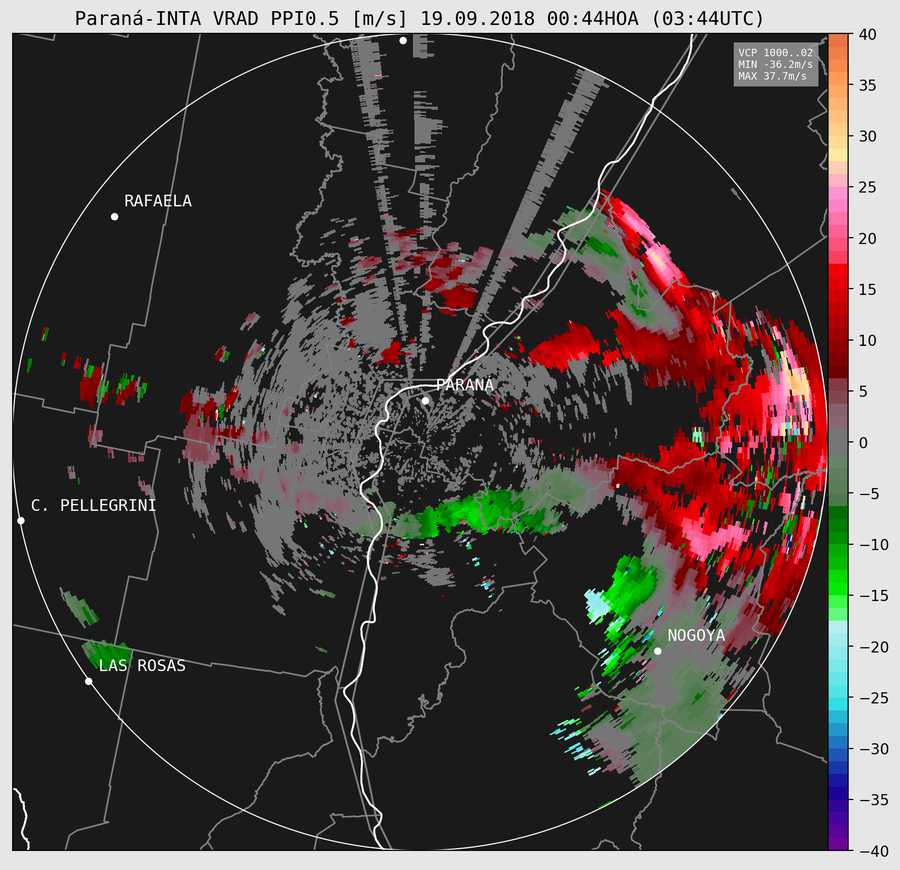 Paraná-INTA VRAD PPI0.5 [m/s] 19.09.2018 00:44HOA (03:44UTC)
VCP 1000..02
MIN -36.2m/s
MAX 37.7m/s
RAFAELA
PARANA
C. PELLEGRINI
NOGOYA
LAS ROSAS
40
35
30
25
20
15
10
5
0
−5
−10
−15
−20
−25
−30
−35
−40